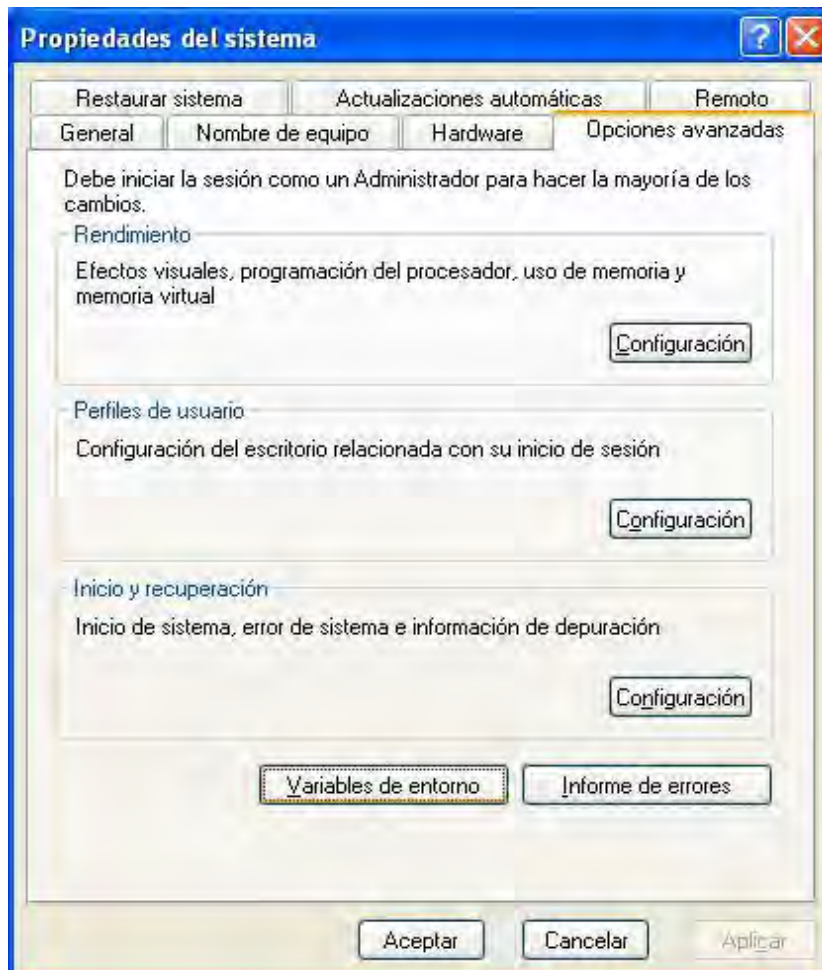 Propiedades del sistema
Restaurar sistema
Actualizaciones automáticas
Remoto
General
Nombre de equipo
Hardware
Opciones avanzadas
Debe iniciar la sesión como un Administrador para hacer la mayoría de los
cambios.
Rendimiento
Efectos visuales, programación del procesador, uso de memoria y
memoria virtual
Configuración
Perfiles de usuario
Configuración del escritorio relacionada con su inicio de sesión
Configuración
Inicio y recuperación
Inicio de sistema, error de sistema e información de depuración
Configuración
Variables de entorno
Informe de errores
Aceptar
Cancelar
Aplicar